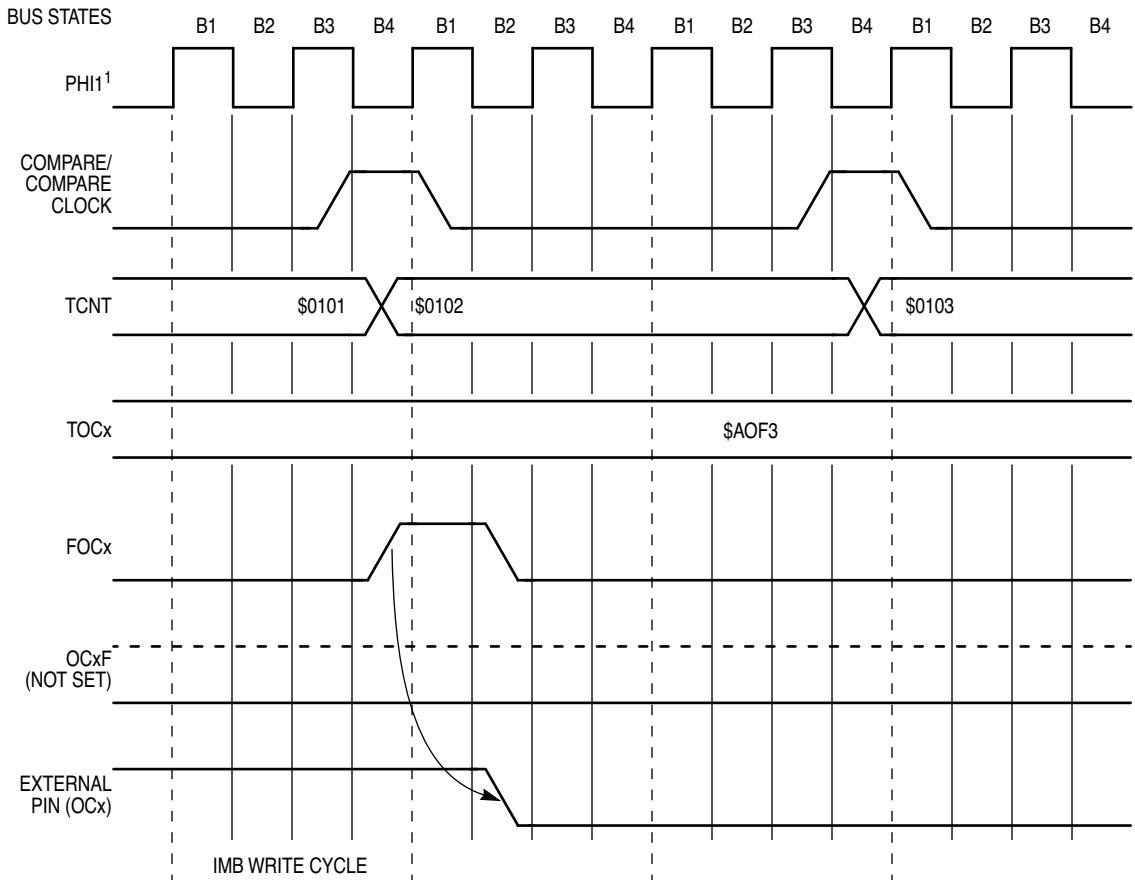 BUS STATES
B1 B2 B3 B4 B1 B2 B3 B4 B1 B2 B3 B4 B1 B2 B3 B4
PHI1¹
COMPARE/
COMPARE
CLOCK
TCNT
$0101 $0102 $0103
TOCx
$AOF3
FOCx
OCxF
(NOT SET)
EXTERNAL
PIN (OCx)
IMB WRITE CYCLE